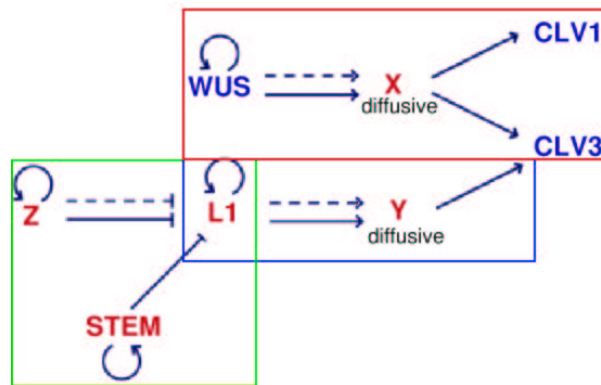 CLV1
WUS
X
diffusive
CLV3
Z
L1
Y
diffusive
STEM